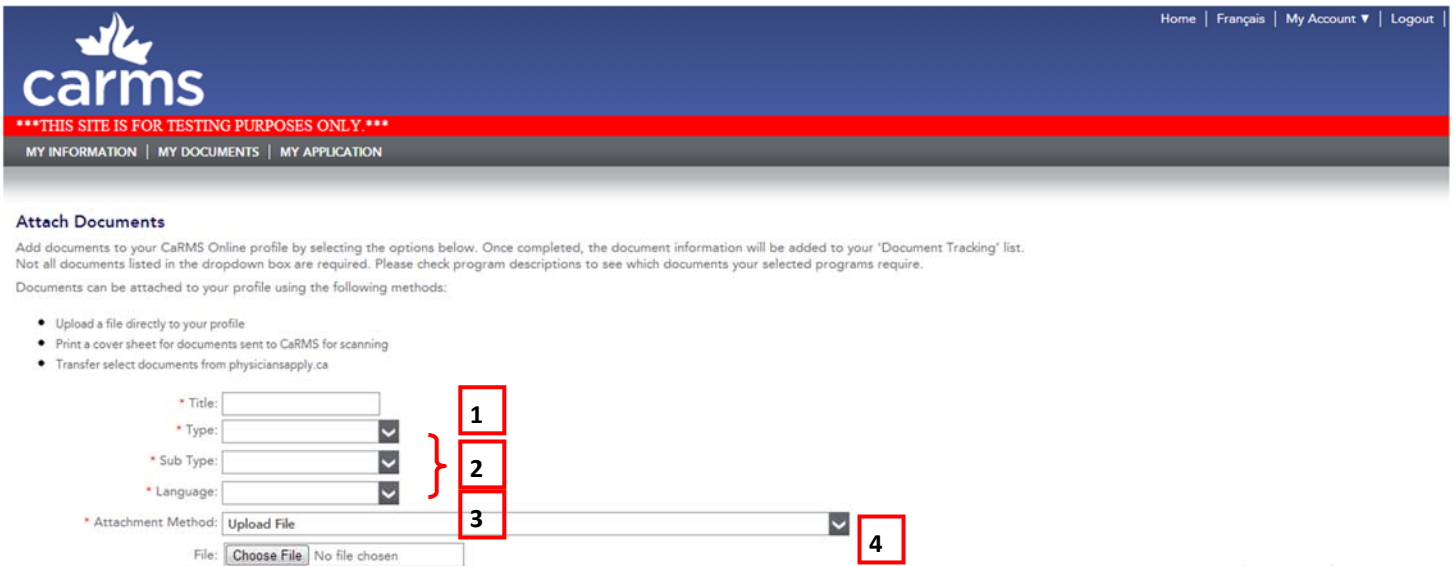 Home | Français | My Account ▼ | Logout |
carms
***THIS SITE IS FOR TESTING PURPOSES ONLY.***
MY INFORMATION | MY DOCUMENTS | MY APPLICATION
Attach Documents
Add documents to your CaRMS Online profile by selecting the options below. Once completed, the document information will be added to your 'Document Tracking' list.
Not all documents listed in the dropdown box are required. Please check program descriptions to see which documents your selected programs require.
Documents can be attached to your profile using the following methods:
• Upload a file directly to your profile
• Print a cover sheet for documents sent to CaRMS for scanning
• Transfer select documents from physiciansapply.ca
* Title: 1
* Type:
* Sub Type: 2
* Language:
* Attachment Method: Upload File 3
File: Choose File No file chosen 4